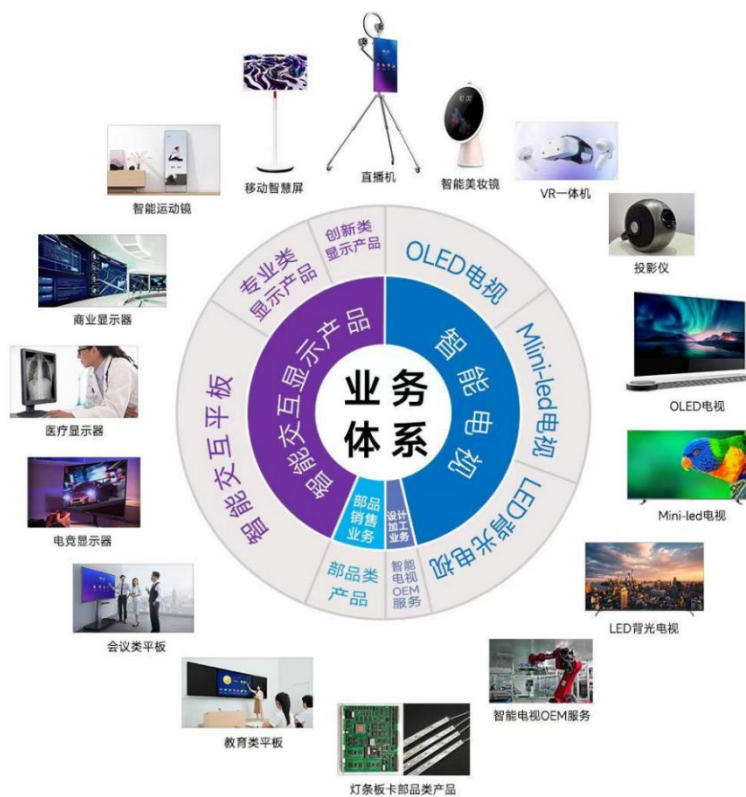 移动智慧屏
直播机
智能美妆镜
VR一体机
智能运动镜
投影仪
商业显示器
OLED电视
医疗显示器
Mini-led电视
电竞显示器
LED背光电视
会议类平板
智能电视OEM服务
教育类平板
灯条板卡部品类产品
创新类
显示产品
专业类
显示产品
智能交互平板
OLED电视
MIini-led电视
LED背光电视
智能
电视
OEM
服务
部品类
产品
智能交互显示产品
智能电视
部品
销售
业务
设计
加工
业务
业务
体系